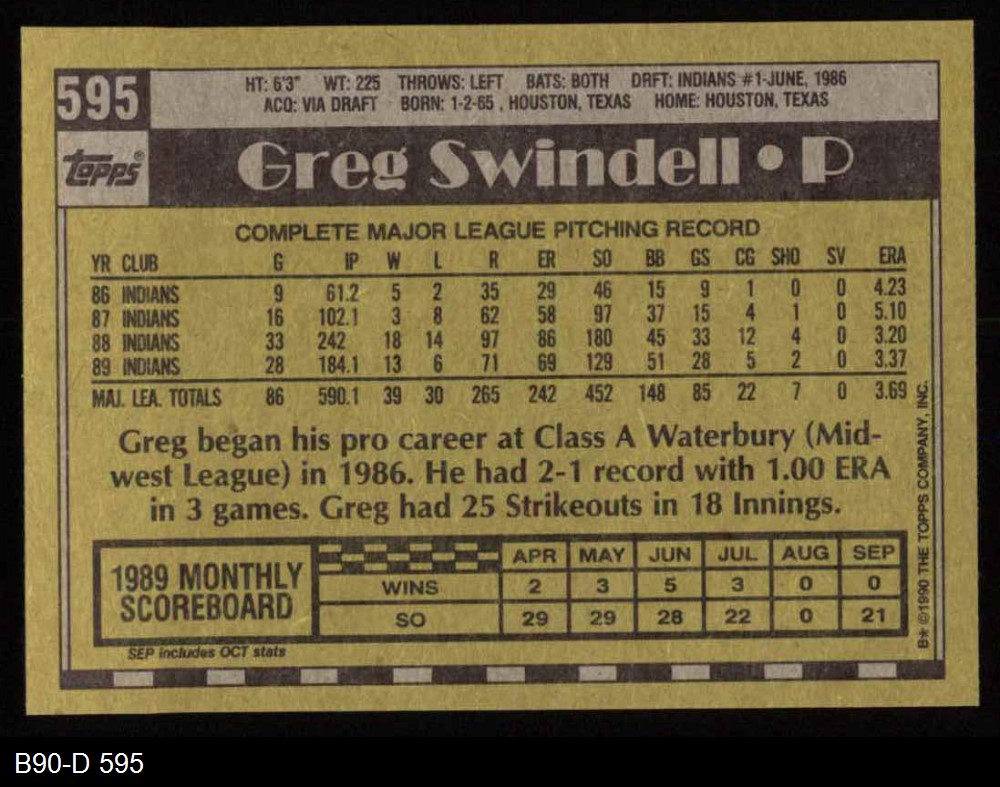 595
HT: 6'3" WT: 225 THROWS: LEFT BATS: BOTH DRFT: INDIANS #1-JUNE, 1986
ACQ: VIA DRAFT BORN: 1-2-65 , HOUSTON, TEXAS HOME: HOUSTON, TEXAS
TOPPS®
Greg Swindell • P
COMPLETE MAJOR LEAGUE PITCHING RECORD
YR CLUB G IP W L R ER SO BB GS CG SHO SV ERA
86 INDIANS 9 61.2 5 2 35 29 46 15 9 1 0 0 4.23
87 INDIANS 16 102.1 3 8 62 58 97 37 15 4 1 0 5.10
88 INDIANS 33 242 18 14 97 86 180 45 33 12 4 0 3.20
89 INDIANS 28 184.1 13 6 71 69 129 51 28 5 2 0 3.37
MAJ. LEA. TOTALS 86 590.1 39 30 265 242 452 148 85 22 7 0 3.69
Greg began his pro career at Class A Waterbury (Mid-
west League) in 1986. He had 2-1 record with 1.00 ERA
in 3 games. Greg had 25 Strikeouts in 18 Innings.
1989 MONTHLY
SCOREBOARD
APR MAY JUN JUL AUG SEP
WINS 2 3 5 3 0 0
SO 29 29 28 22 0 21
SEP includes OCT stats
B* ©1990 THE TOPPS COMPANY, INC.
B90-D 595